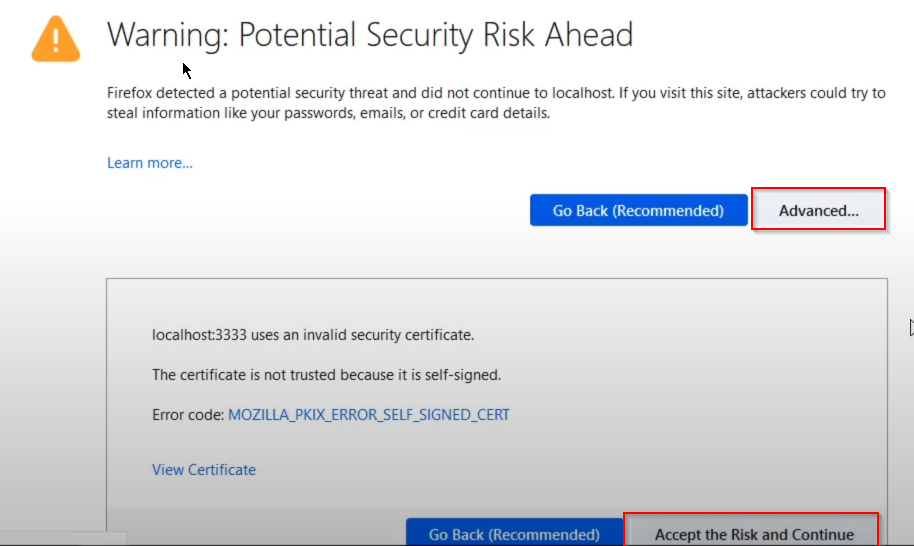 Warning: Potential Security Risk Ahead
Firefox detected a potential security threat and did not continue to localhost. If you visit this site, attackers could try to
steal information like your passwords, emails, or credit card details.
Learn more...
Go Back (Recommended)
Advanced...
localhost:3333 uses an invalid security certificate.
The certificate is not trusted because it is self-signed.
Error code: MOZILLA_PKIX_ERROR_SELF_SIGNED_CERT
View Certificate
Go Back (Recommended)
Accept the Risk and Continue